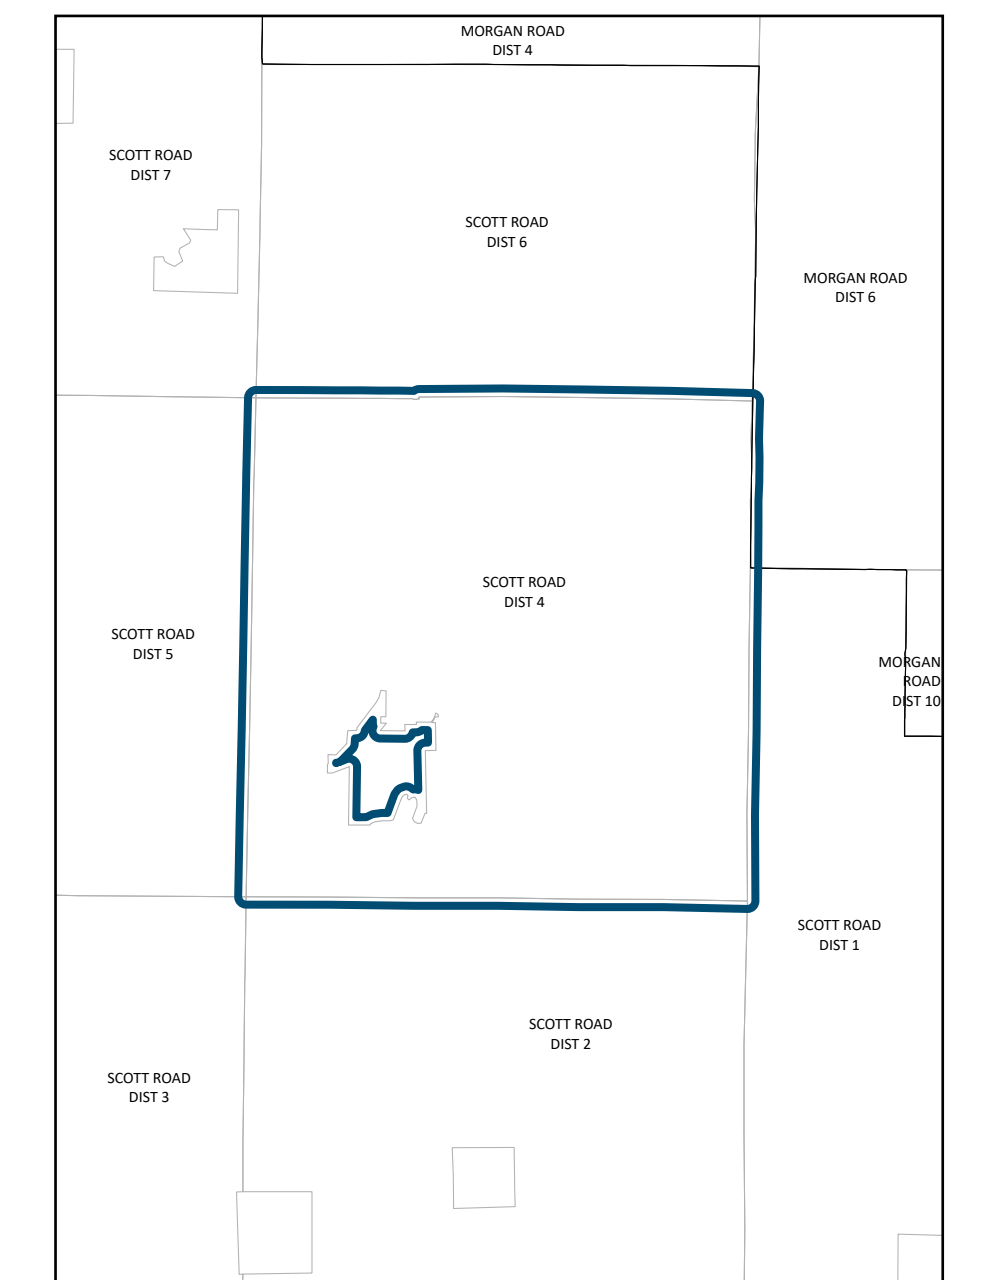 MORGAN ROAD
DIST 4
SCOTT ROAD
DIST 7
SCOTT ROAD
DIST 6
MORGAN ROAD
DIST 6
SCOTT ROAD
DIST 4
SCOTT ROAD
DIST 5
MORGAN
ROAD
DIST 10
SCOTT ROAD
DIST 1
SCOTT ROAD
DIST 2
SCOTT ROAD
DIST 3